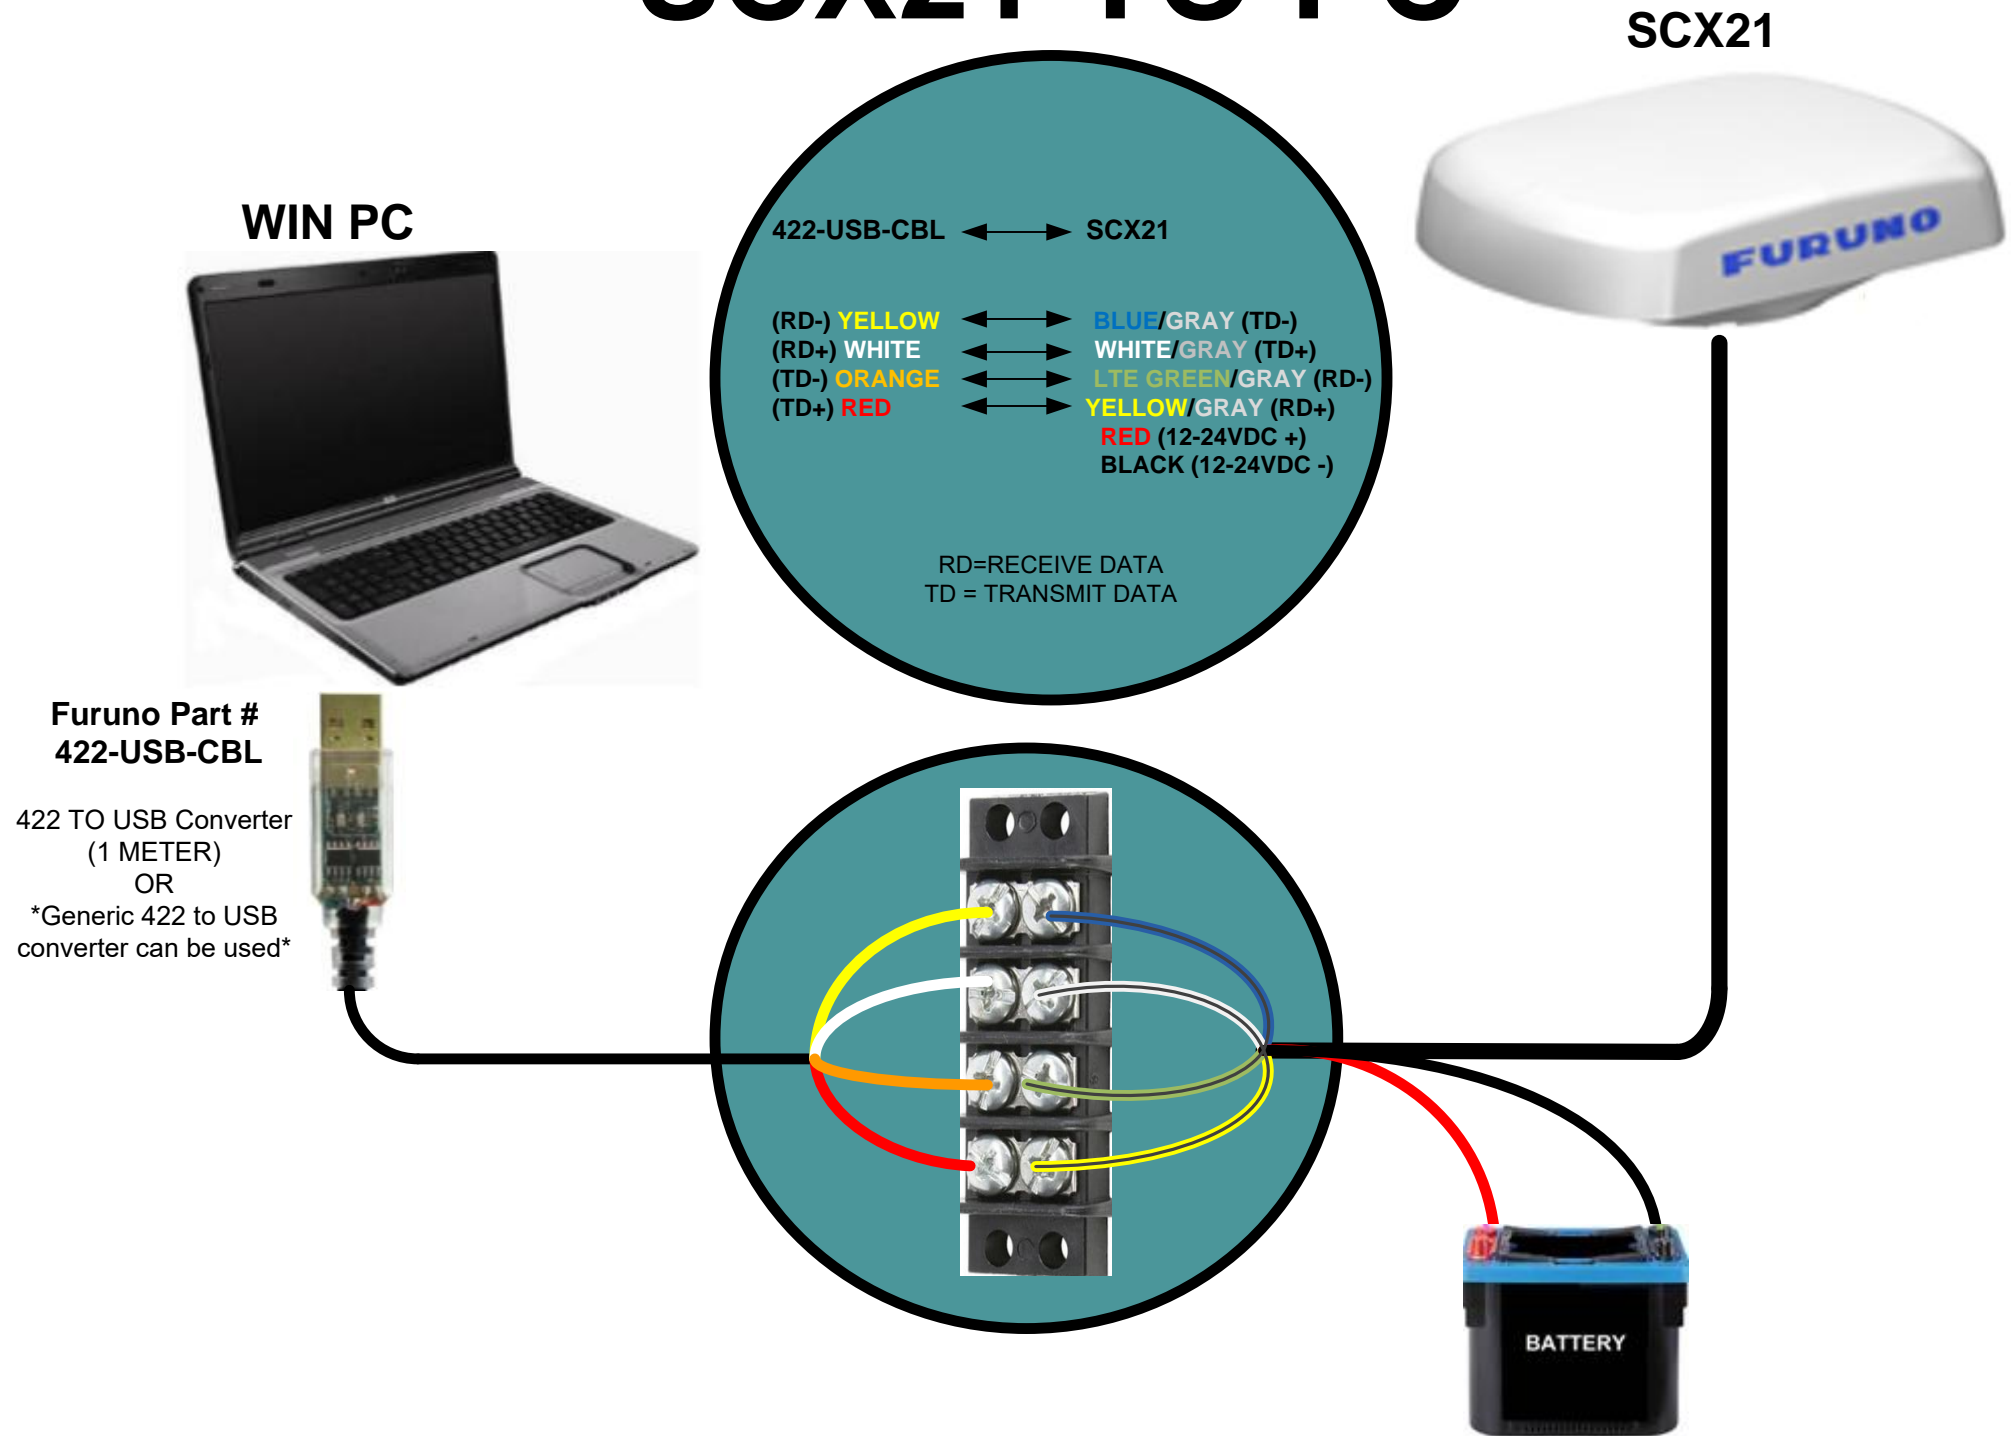 SCX21 TO PC
SCX21
FURUNO
WIN PC
422-USB-CBL SCX21
(RD-) YELLOW BLUE/GRAY (TD-)
(RD+) WHITE WHITE/GRAY (TD+)
(TD-) ORANGE LTE GREEN/GRAY (RD-)
(TD+) RED YELLOW/GRAY (RD+)
RED (12-24VDC +)
BLACK (12-24VDC -)
RD=RECEIVE DATA
TD = TRANSMIT DATA
Furuno Part #
422-USB-CBL
422 TO USB Converter
(1 METER)
OR
*Generic 422 to USB
converter can be used*
BATTERY